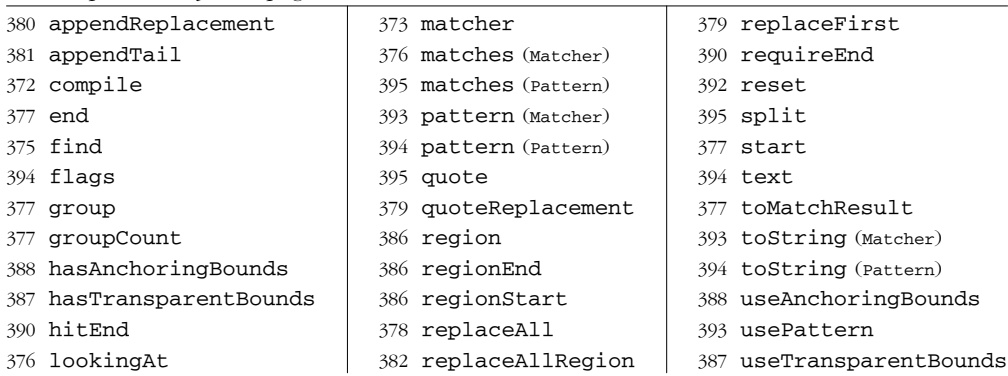 380 appendReplacement
381 appendTail
372 compile
377 end
375 find
394 flags
377 group
377 groupCount
388 hasAnchoringBounds
387 hasTransparentBounds
390 hitEnd
376 lookingAt
373 matcher
376 matches (Matcher)
395 matches (Pattern)
393 pattern (Matcher)
394 pattern (Pattern)
395 quote
379 quoteReplacement
386 region
386 regionEnd
386 regionStart
378 replaceAll
382 replaceAllRegion
379 replaceFirst
390 requireEnd
392 reset
395 split
377 start
394 text
377 toMatchResult
393 toString (Matcher)
394 toString (Pattern)
388 useAnchoringBounds
393 usePattern
387 useTransparentBounds